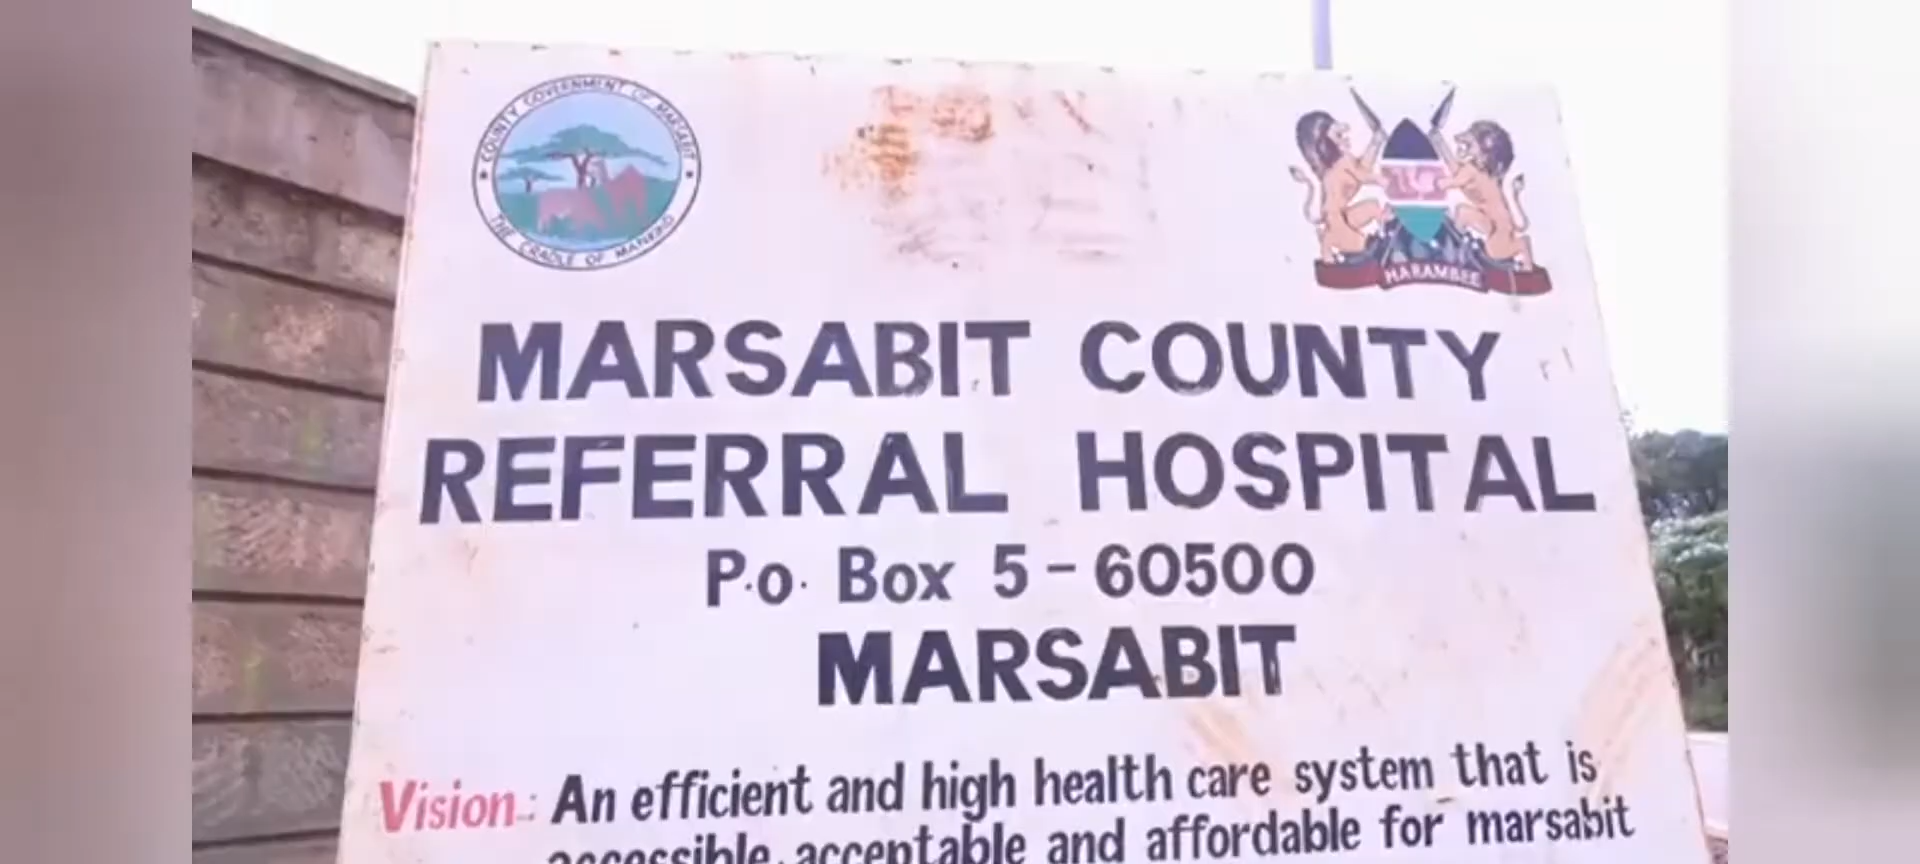 COUNTY GOVERNMENT OF MARSABIT
THE CRADLE OF MANKIND
HARAMBEE
MARSABIT COUNTY
REFERRAL HOSPITAL
P.o. Box 5 - 60500
MARSABIT
Vision: An efficient and high health care system that is
accessible, acceptable and affordable for marsabit